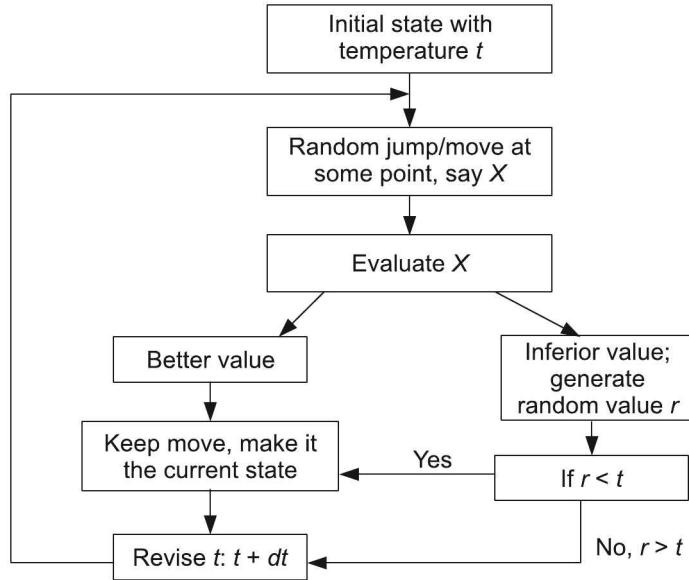 Initial state with
temperature t
Random jump/move at
some point, say X
Evaluate X
Better value
Inferior value;
generate
random value r
Keep move, make it
the current state
Yes
If r < t
No, r > t
Revise t: t + dt